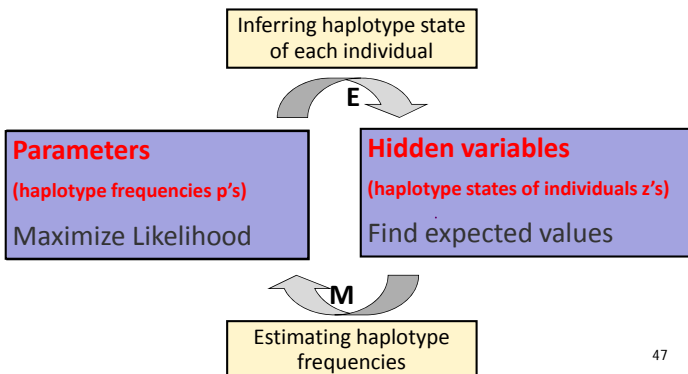 Inferring haplotype state
of each individual
E
Parameters
(haplotype frequencies p's)
Maximize Likelihood
Hidden variables
(haplotype states of individuals z's)
Find expected values
M
Estimating haplotype
frequencies
47